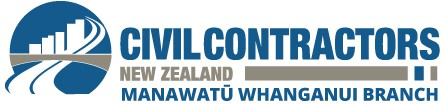 CIVIL CONTRACTORS
NEW ZEALAND
MANAWATŪ WHANGANUI BRANCH